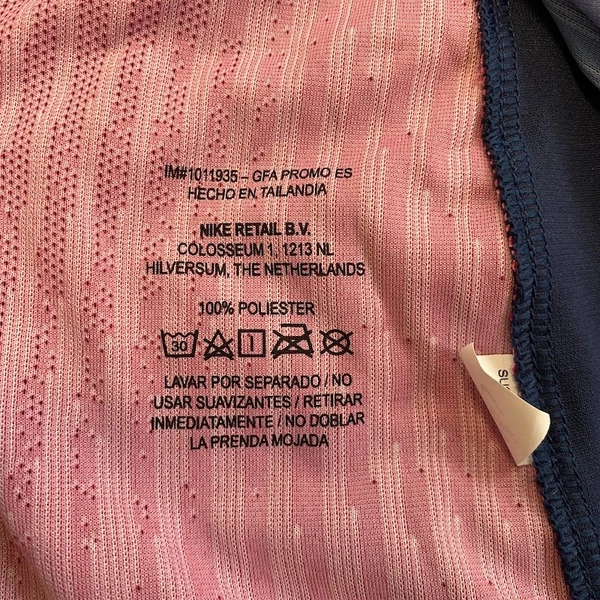 IM#1011935 – GFA PROMO ES
HECHO EN TAILANDIA
NIKE RETAIL B.V.
COLOSSEUM 1, 1213 NL
HILVERSUM, THE NETHERLANDS
100% POLIESTER
30
LAVAR POR SEPARADO / NO
USAR SUAVIZANTES / RETIRAR
INMEDIATAMENTE / NO DOBLAR
LA PRENDA MOJADA